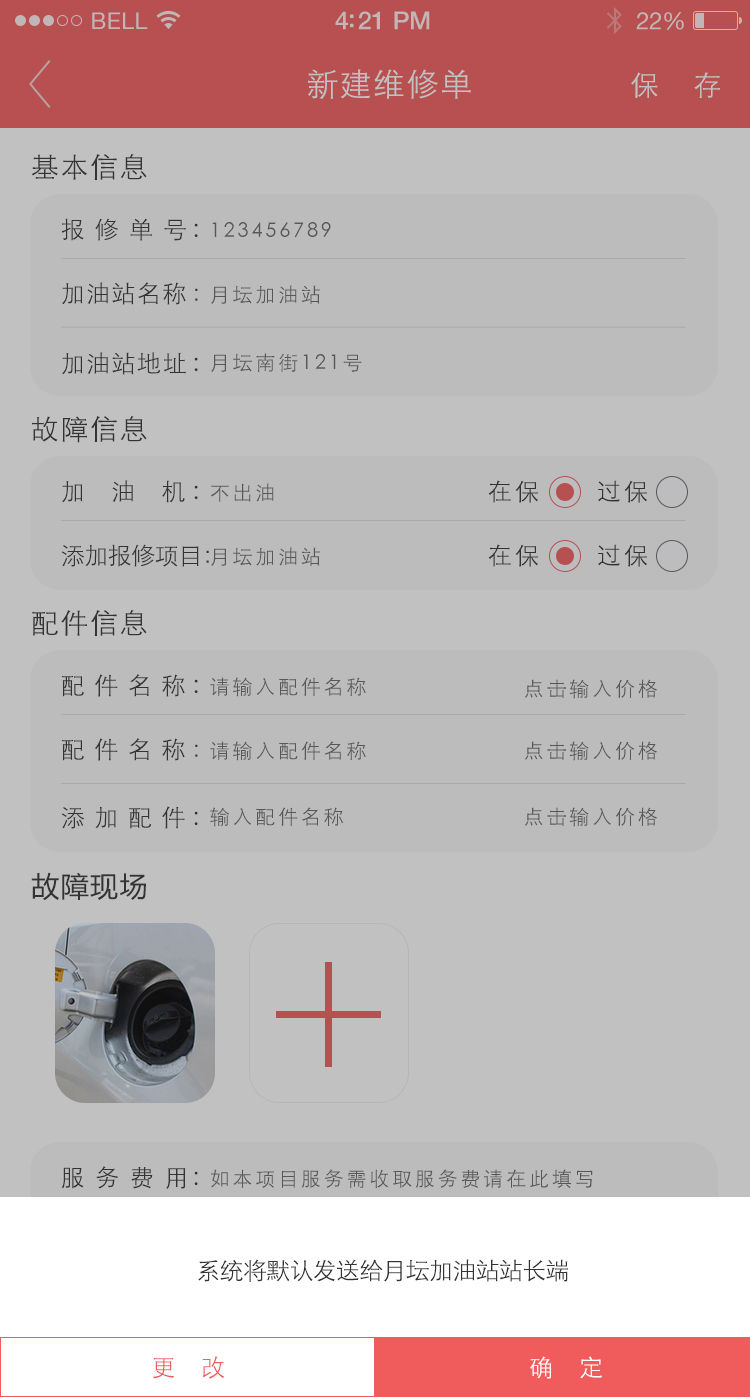 BELL 4:21 PM 22%
新建维修单 保 存
基本信息
报修单号：123456789
加油站名称：月坛加油站
加油站地址：月坛南街121号
故障信息
加油机：不出油 在保 过保
添加报修项目:月坛加油站 在保 过保
配件信息
配件名称：请输入配件名称 点击输入价格
配件名称：请输入配件名称 点击输入价格
添加配件：输入配件名称 点击输入价格
故障现场
服务费用：如本项目服务需收取服务费请在此填写
系统将默认发送给月坛加油站站长端
更 改 确 定